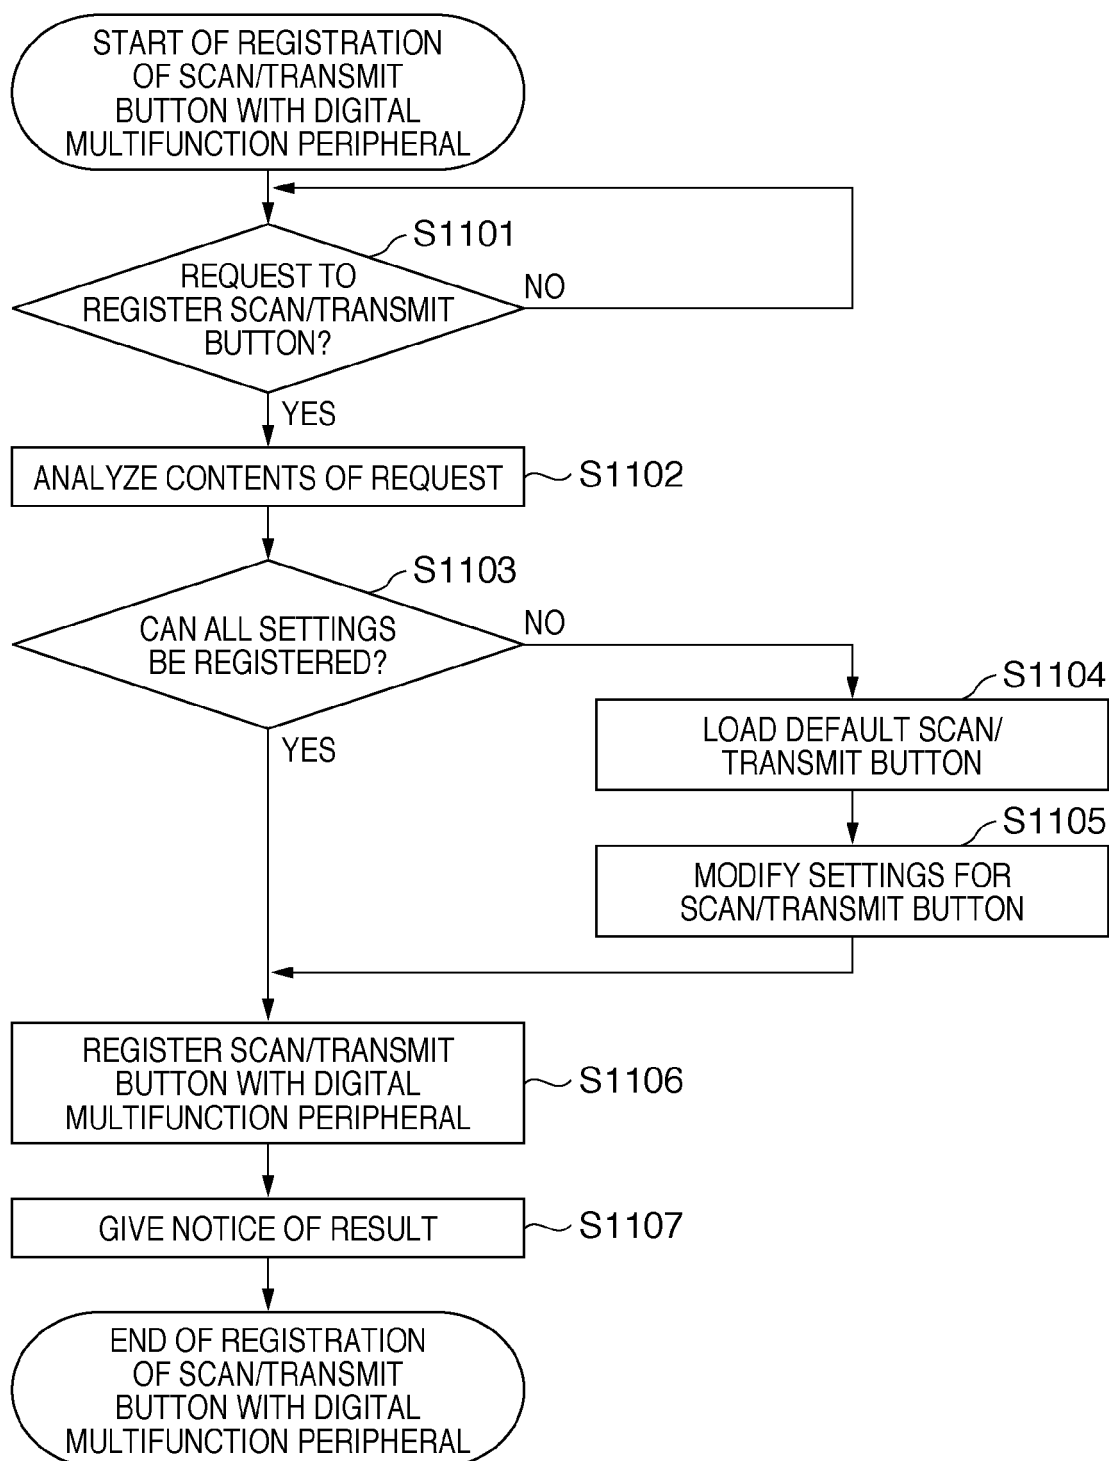 START OF REGISTRATION
OF SCAN/TRANSMIT
BUTTON WITH DIGITAL
MULTIFUNCTION PERIPHERAL
S1101
REQUEST TO
REGISTER SCAN/TRANSMIT
BUTTON?
NO
YES
ANALYZE CONTENTS OF REQUEST
S1102
S1103
CAN ALL SETTINGS
BE REGISTERED?
NO
YES
S1104
LOAD DEFAULT SCAN/
TRANSMIT BUTTON
S1105
MODIFY SETTINGS FOR
SCAN/TRANSMIT BUTTON
REGISTER SCAN/TRANSMIT
BUTTON WITH DIGITAL
MULTIFUNCTION PERIPHERAL
S1106
GIVE NOTICE OF RESULT
S1107
END OF REGISTRATION
OF SCAN/TRANSMIT
BUTTON WITH DIGITAL
MULTIFUNCTION PERIPHERAL